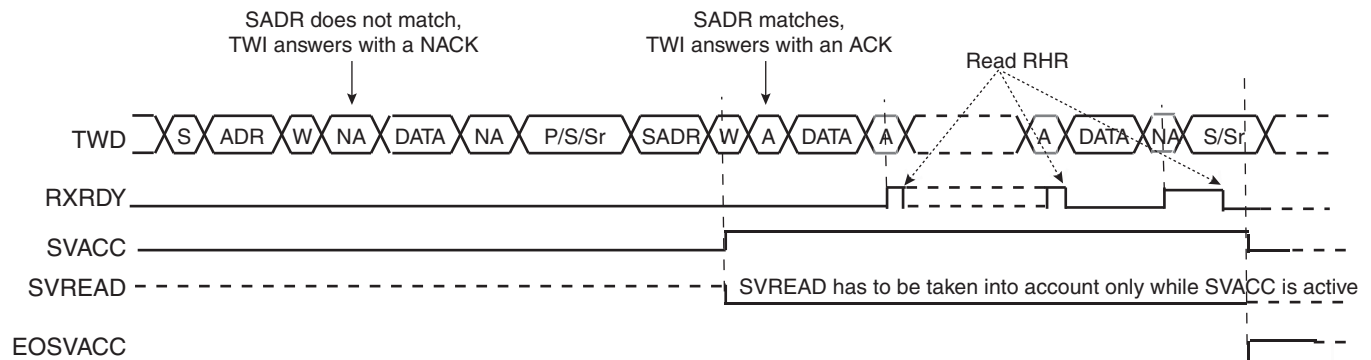 SADR does not match,
TWI answers with a NACK
SADR matches,
TWI answers with an ACK
Read RHR
TWD S ADR W NA DATA NA P/S/Sr SADR W A DATA A A DATA NA S/Sr
RXRDY
SVACC
SVREAD SVREAD has to be taken into account only while SVACC is active
EOSVACC